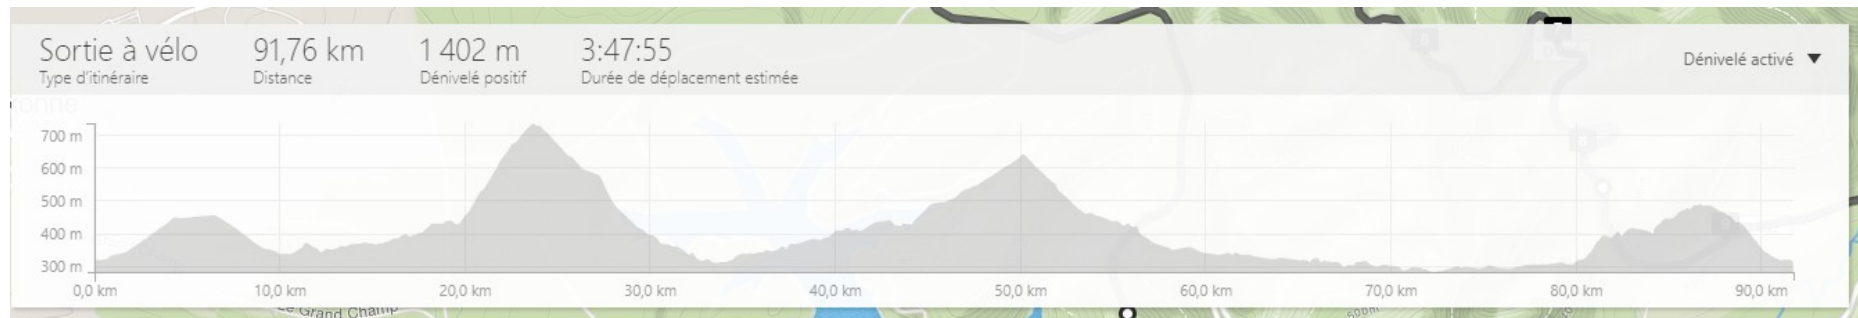 Sortie à vélo 91,76 km 1 402 m 3:47:55
Type d'itinéraire Distance Dénivelé positif Durée de déplacement estimée
Dénivelé activé
700 m
600 m
500 m
400 m
300 m
0,0 km 10,0 km 20,0 km 30,0 km 40,0 km 50,0 km 60,0 km 70,0 km 80,0 km 90,0 km
Le Grand Champ
600m